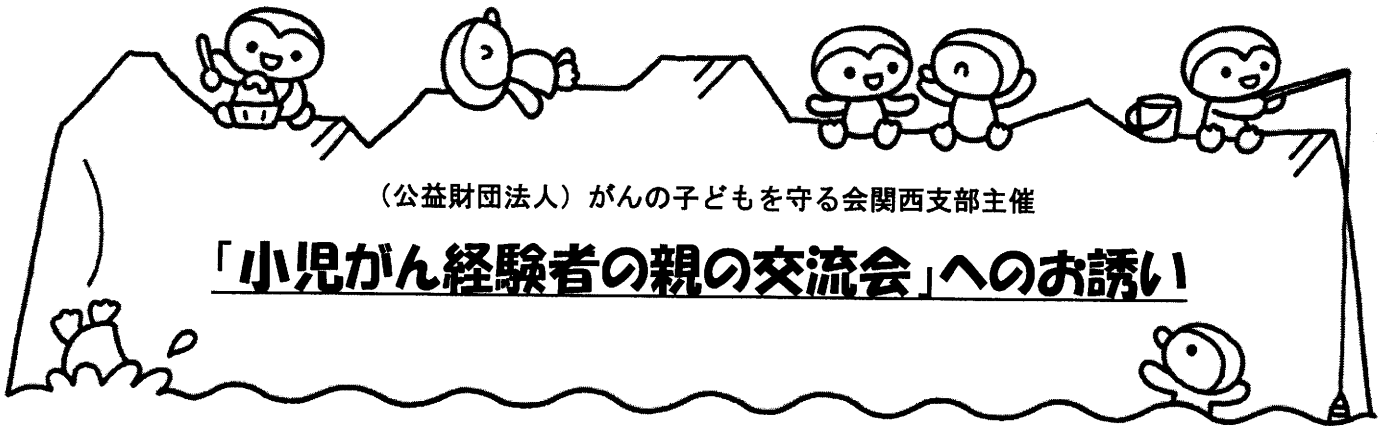 （公益財団法人）がんの子どもを守る会関西支部主催
「小児がん経験者の親の交流会」へのお誘い